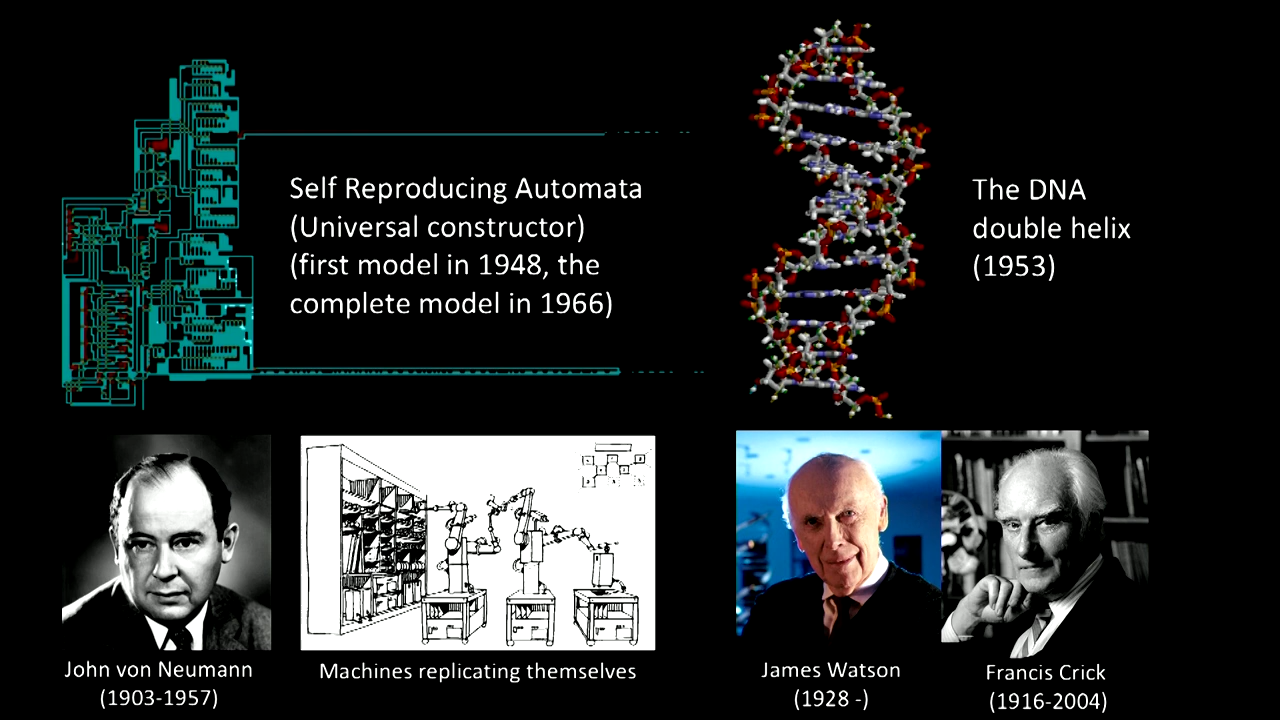 Self Reproducing Automata
(Universal constructor)
(first model in 1948, the
complete model in 1966)
The DNA
double helix
(1953)
John von Neumann
(1903-1957)
Machines replicating themselves
James Watson
(1928 -)
Francis Crick
(1916-2004)